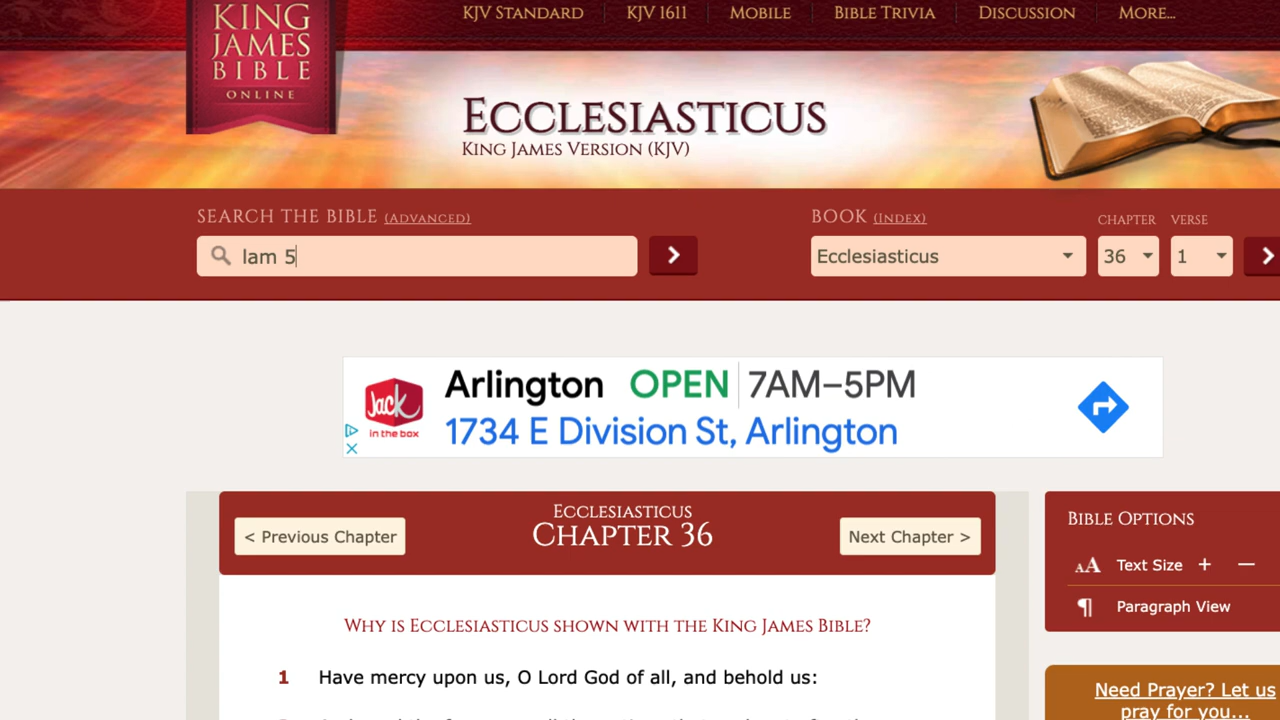 KING
JAMES
BIBLE
ONLINE
KJV STANDARD KJV 1611 MOBILE BIBLE TRIVIA DISCUSSION MORE...
ECCLESIASTICUS
KING JAMES VERSION (KJV)
SEARCH THE BIBLE (ADVANCED) BOOK (INDEX) CHAPTER VERSE
lam 5 Ecclesiasticus 36 1
Jack in the box
Arlington OPEN 7AM–5PM
1734 E Division St, Arlington
ECCLESIASTICUS
< Previous Chapter CHAPTER 36 Next Chapter >
BIBLE OPTIONS
AA Text Size + —
¶ Paragraph View
WHY IS ECCLESIASTICUS SHOWN WITH THE KING JAMES BIBLE?
1 Have mercy upon us, O Lord God of all, and behold us:
Need Prayer? Let us
pray for you...